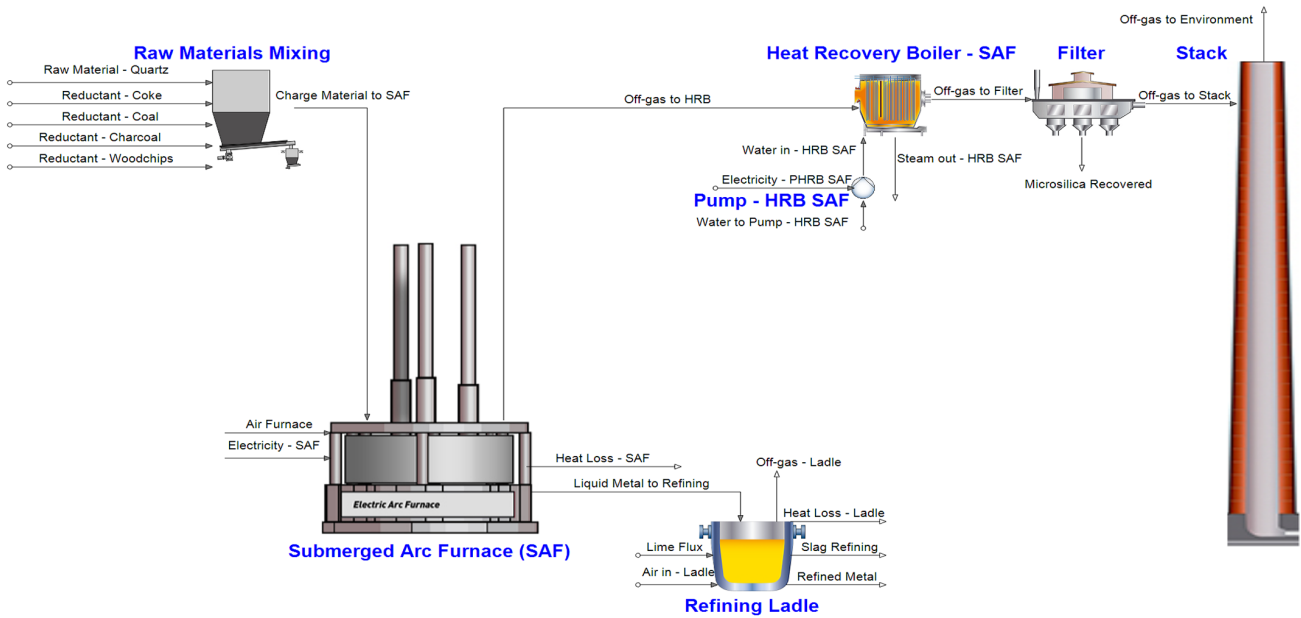 Off-gas to Environment
Raw Materials Mixing
Heat Recovery Boiler - SAF
Filter
Stack
Raw Material - Quartz
Reductant - Coke
Charge Material to SAF
Reductant - Coal
Reductant - Charcoal
Reductant - Woodchips
Off-gas to HRB
Off-gas to Filter
Off-gas to Stack
Water in - HRB SAF
Steam out - HRB SAF
Electricity - PHRB SAF
Microsilica Recovered
Pump - HRB SAF
Water to Pump - HRB SAF
Air Furnace
Electricity - SAF
Heat Loss - SAF
Off-gas - Ladle
Liquid Metal to Refining
Electric Arc Furnace
Heat Loss - Ladle
Submerged Arc Furnace (SAF)
Lime Flux
Slag Refining
Air in - Ladle
Refined Metal
Refining Ladle